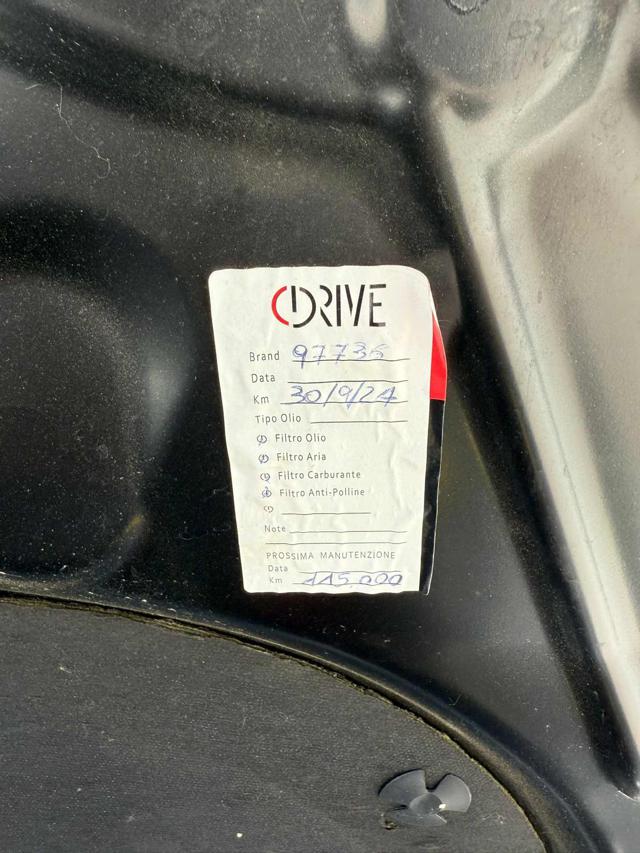 CDRIVE
Brand 97736
Data
Km 30/9/24
Tipo Olio
Filtro Olio
Filtro Aria
Filtro Carburante
Filtro Anti-Polline
Note
PROSSIMA MANUTENZIONE
Data
Km 115.000